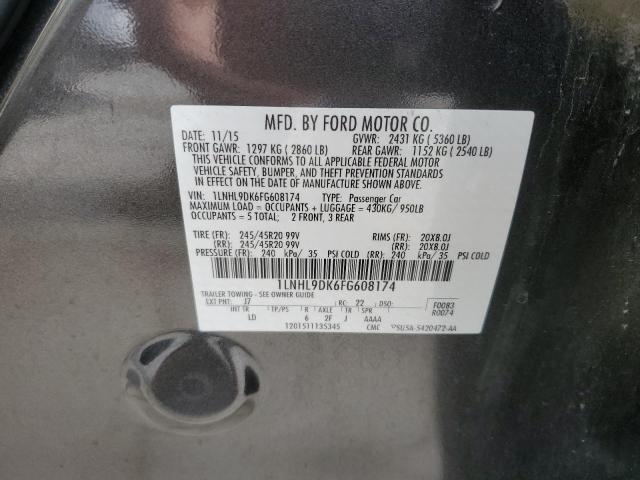 MFD. BY FORD MOTOR CO.
DATE: 11/15 GVWR: 2431 KG ( 5360 LB)
FRONT GAWR: 1297 KG ( 2860 LB) REAR GAWR: 1152 KG ( 2540 LB)
THIS VEHICLE CONFORMS TO ALL APPLICABLE FEDERAL MOTOR
VEHICLE SAFETY, BUMPER, AND THEFT PREVENTION STANDARDS
IN EFFECT ON THE DATE OF MANUFACTURE SHOWN ABOVE.
VIN: 1LNHL9DK6FG608174 TYPE: Passenger Car
MAXIMUM LOAD = OCCUPANTS + LUGGAGE = 430KG/ 950LB
OCCUPANTS = 5 TOTAL; 2 FRONT, 3 REAR
TIRE (FR): 245/45R20 99V RIMS (FR): 20X8.0J
(RR): 245/45R20 99V (RR): 20X8.0J
PRESSURE (FR): 240 kPa/ 35 PSI COLD (RR): 240 kPa/ 35 PSI COLD
1LNHL9DK6FG608174
TRAILER TOWING - SEE OWNER GUIDE
EXT PNT: J7 RC: 22 DSO: F0083
INT TR TP/PS R AXLE TR SPR R0074
LD 6 2F J AAAA
1201511135345 CMC 5U5A-5420472-AA